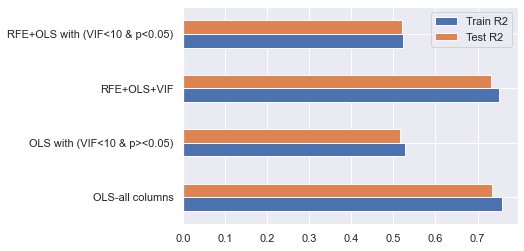 RFE+OLS with (VIF<10 & p<0.05)
RFE+OLS+VIF
OLS with (VIF<10 & p><0.05)
OLS-all columns
Train R2
Test R2
0.0 0.1 0.2 0.3 0.4 0.5 0.6 0.7